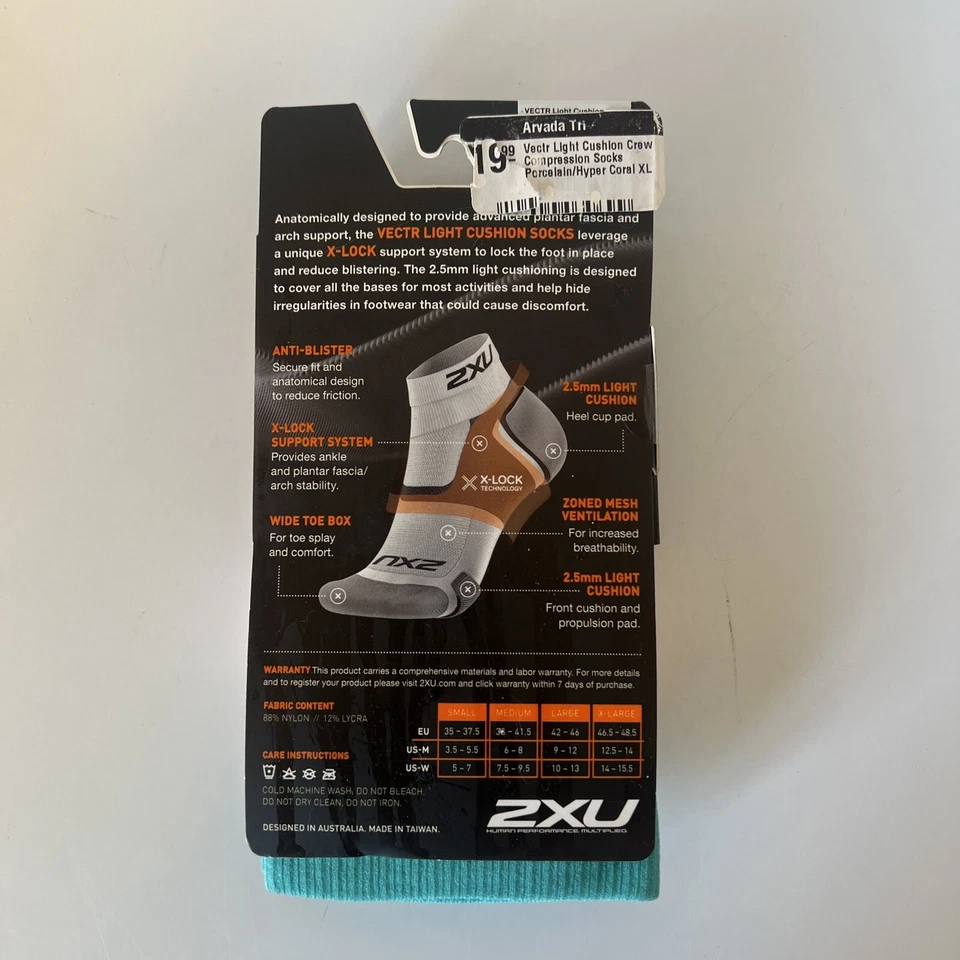 VECTR Light Cushion
Arvada Tri
19.99
Vectr Light Cushion Crew
Compression Socks
Porcelain/Hyper Coral XL
Anatomically designed to provide advanced plantar fascia and
arch support, the VECTR LIGHT CUSHION SOCKS leverage
a unique X-LOCK support system to lock the foot in place
and reduce blistering. The 2.5mm light cushioning is designed
to cover all the bases for most activities and help hide
irregularities in footwear that could cause discomfort.
ANTI-BLISTER
Secure fit and
anatomical design
to reduce friction.
X-LOCK
SUPPORT SYSTEM
Provides ankle
and plantar fascia/
arch stability.
WIDE TOE BOX
For toe splay
and comfort.
2XU
X-LOCK
TECHNOLOGY
2XU
2.5mm LIGHT
CUSHION
Heel cup pad.
ZONED MESH
VENTILATION
For increased
breathability.
2.5mm LIGHT
CUSHION
Front cushion and
propulsion pad.
WARRANTY This product carries a comprehensive materials and labor warranty. For more details
and to register your product please visit 2XU.com and click warranty within 7 days of purchase.
FABRIC CONTENT
88% NYLON // 12% LYCRA
CARE INSTRUCTIONS
COLD MACHINE WASH, DO NOT BLEACH.
DO NOT DRY CLEAN, DO NOT IRON.
DESIGNED IN AUSTRALIA. MADE IN TAIWAN.
SMALL MEDIUM LARGE X-LARGE
EU 35 – 37.5 38 – 41.5 42 – 46 46.5 – 48.5
US-M 3.5 – 5.5 6 – 8 9 – 12 12.5 – 14
US-W 5 – 7 7.5 – 9.5 10 – 13 14 – 15.5
2XU
HUMAN PERFORMANCE. MULTIPLIED.